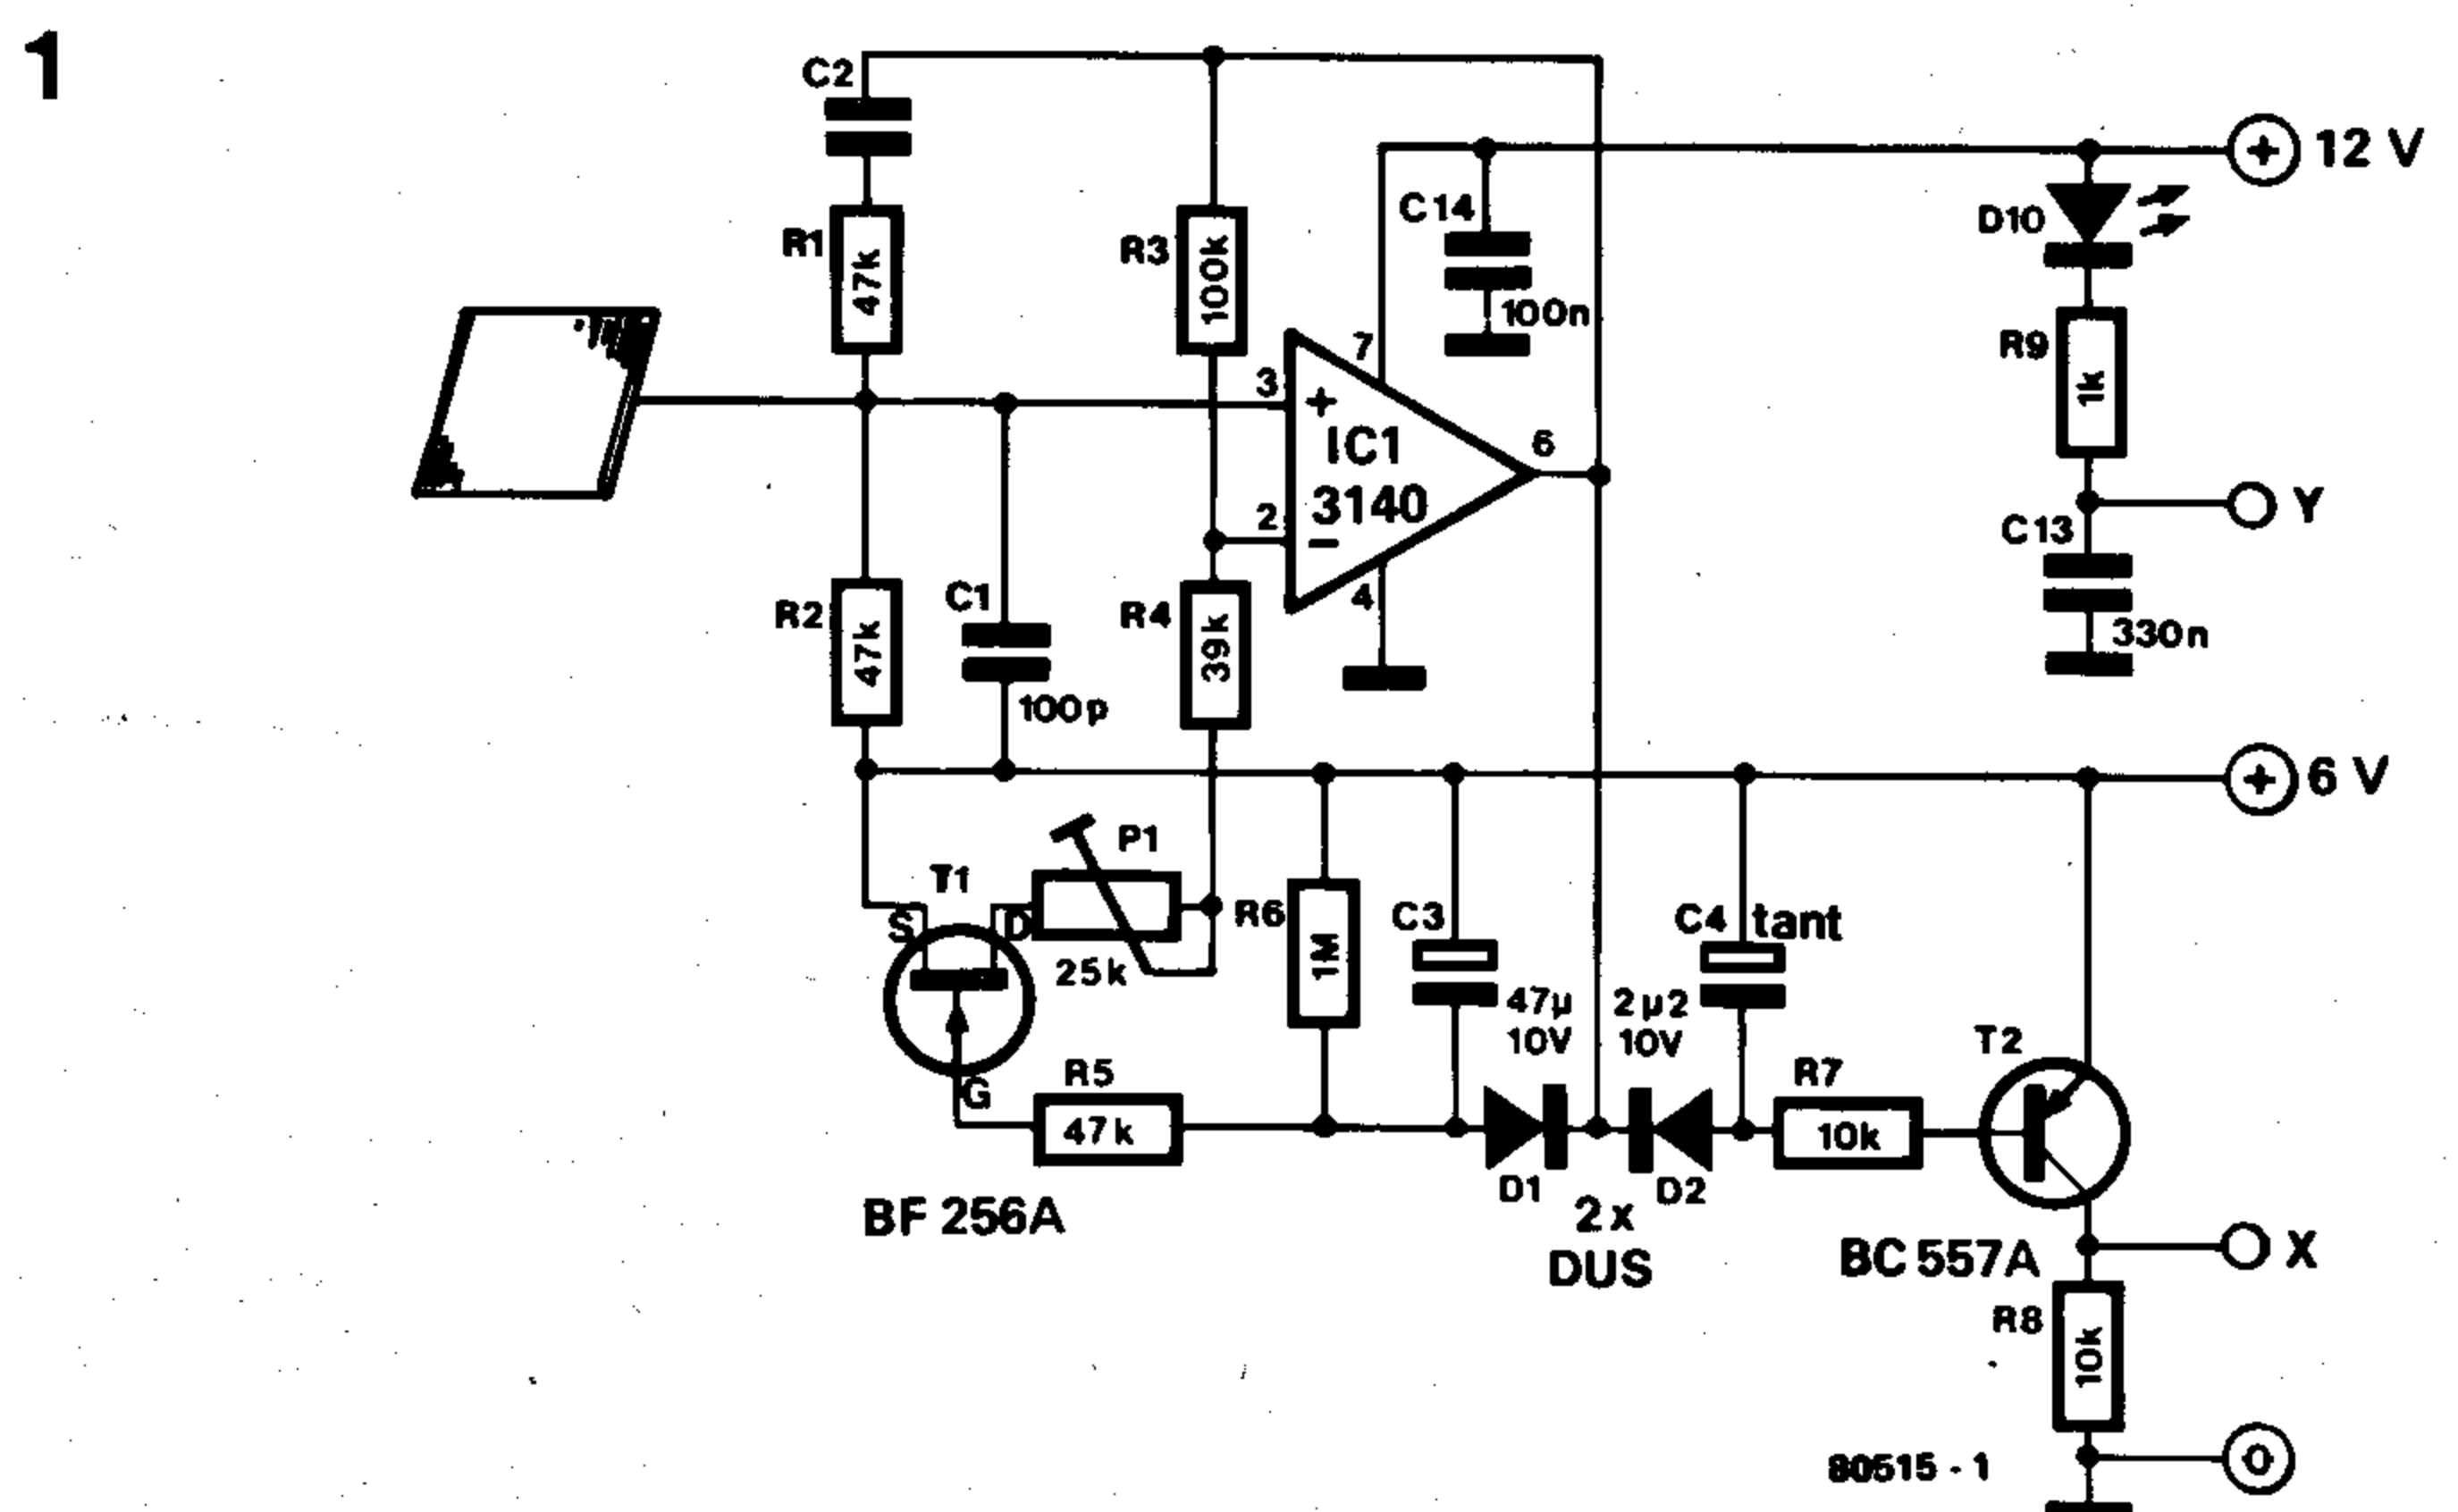 1
C2
12 V
C14
D10
R1
47k
R3
100k
100n
R9
1k
7
3
+
IC1
6
3140
2
−
4
Y
C13
330n
R2
47k
C1
100p
R4
39k
+
6 V
P1
T1
S
D
25k
R6
1M
C3
47µ
10V
C4 tant
2µ2
10V
T2
G
R5
47k
R7
10k
D1
D2
2x
DUS
BF 256A
BC 557A
X
R8
10k
80515 - 1
0